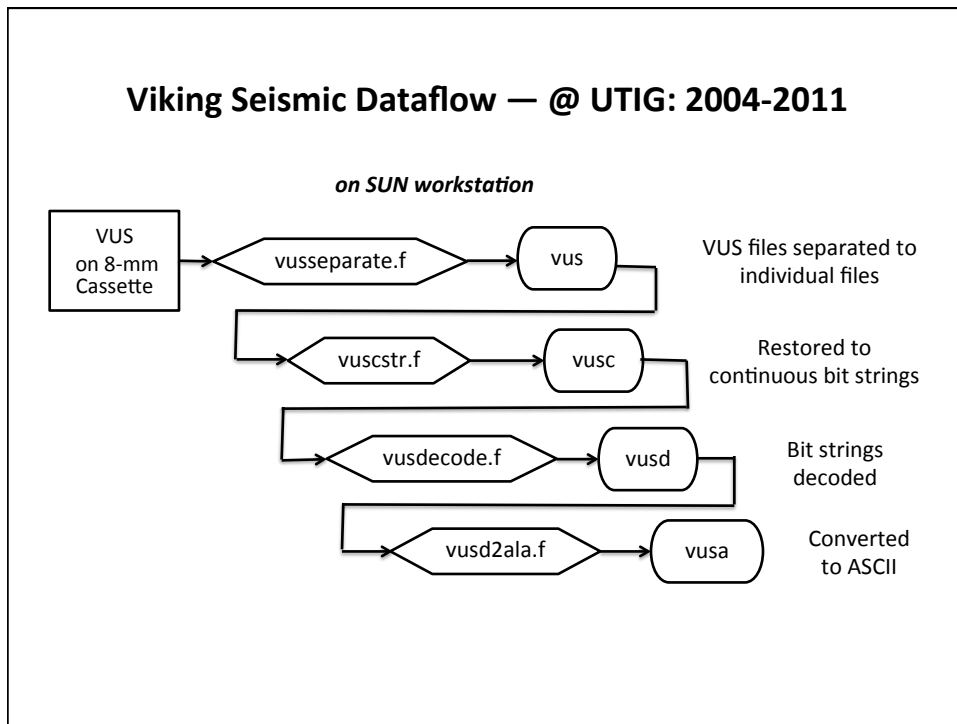 Viking Seismic Dataflow — @ UTIG: 2004-2011
on SUN workstation
VUS
on 8-mm
Cassette
vusseparate.f
vus
VUS files separated to
individual files
vuscstr.f
vusc
Restored to
continuous bit strings
vusdecode.f
vusd
Bit strings
decoded
vusd2ala.f
vusa
Converted
to ASCII